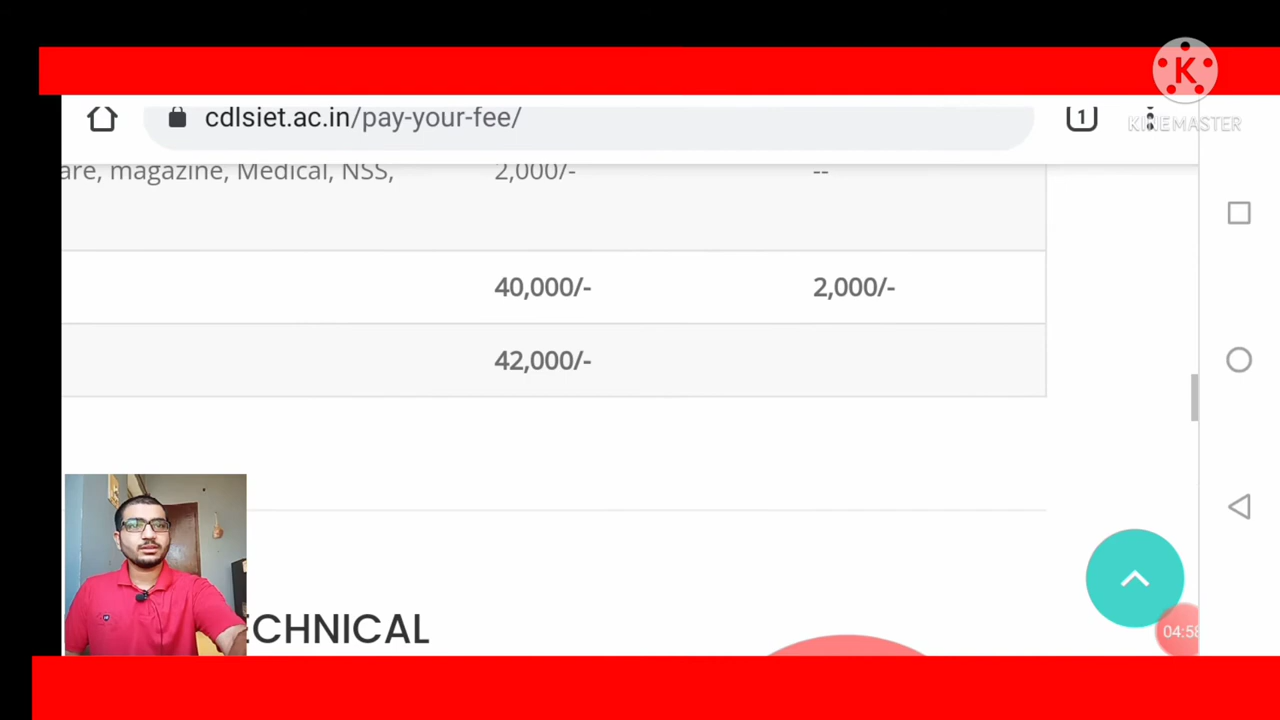 K
KINEMASTER
cdlsiet.ac.in/pay-your-fee/
1
are, magazine, Medical, NSS,
2,000/-
--
40,000/-
2,000/-
42,000/-
ECHNICAL
04:58